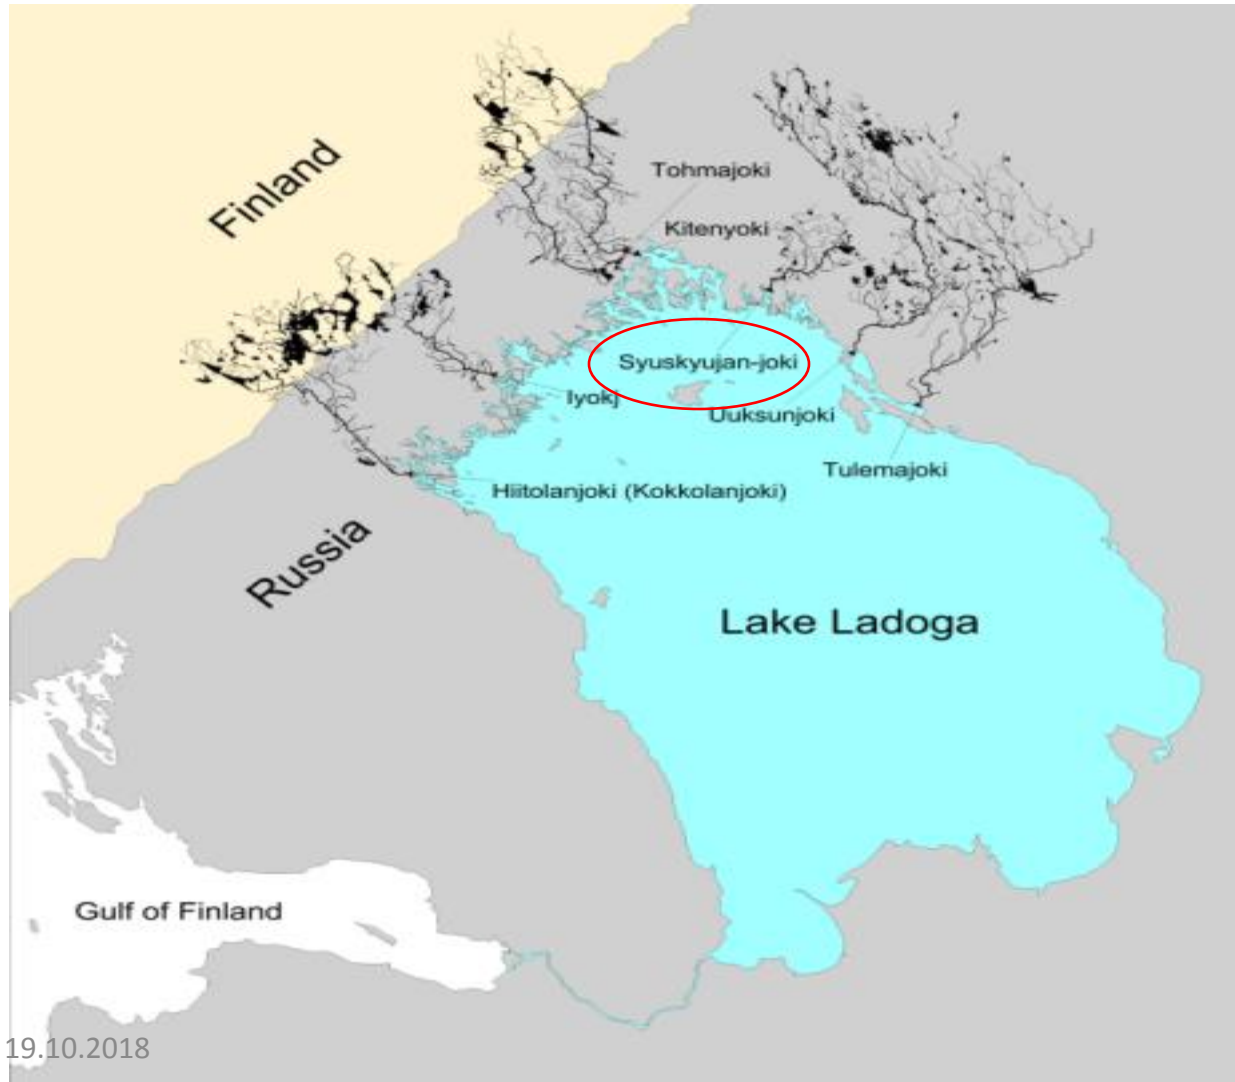 Finland
Tohmajoki
Kitenyoki
Syuskyujan-joki
Iyokj
Uuksunjoki
Tulemajoki
Hiitolanjoki (Kokkolanjoki)
Russia
Lake Ladoga
Gulf of Finland
19.10.2018